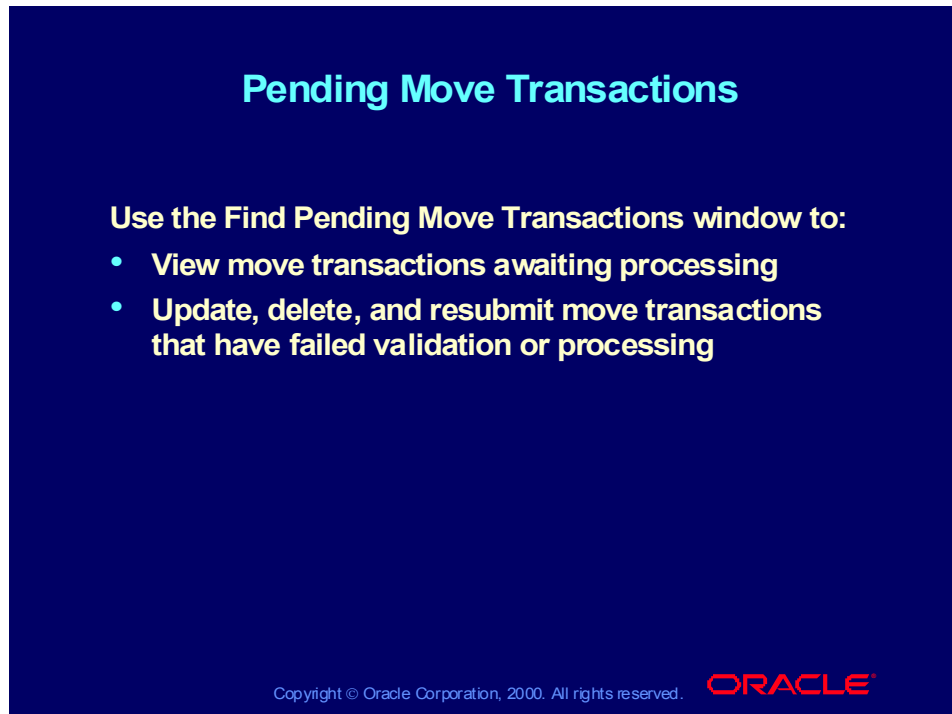 Pending Move Transactions
Use the Find Pending Move Transactions window to:
• View move transactions awaiting processing
• Update, delete, and resubmit move transactions
that have failed validation or processing
Copyright © Oracle Corporation, 2000. All rights reserved.
ORACLE®